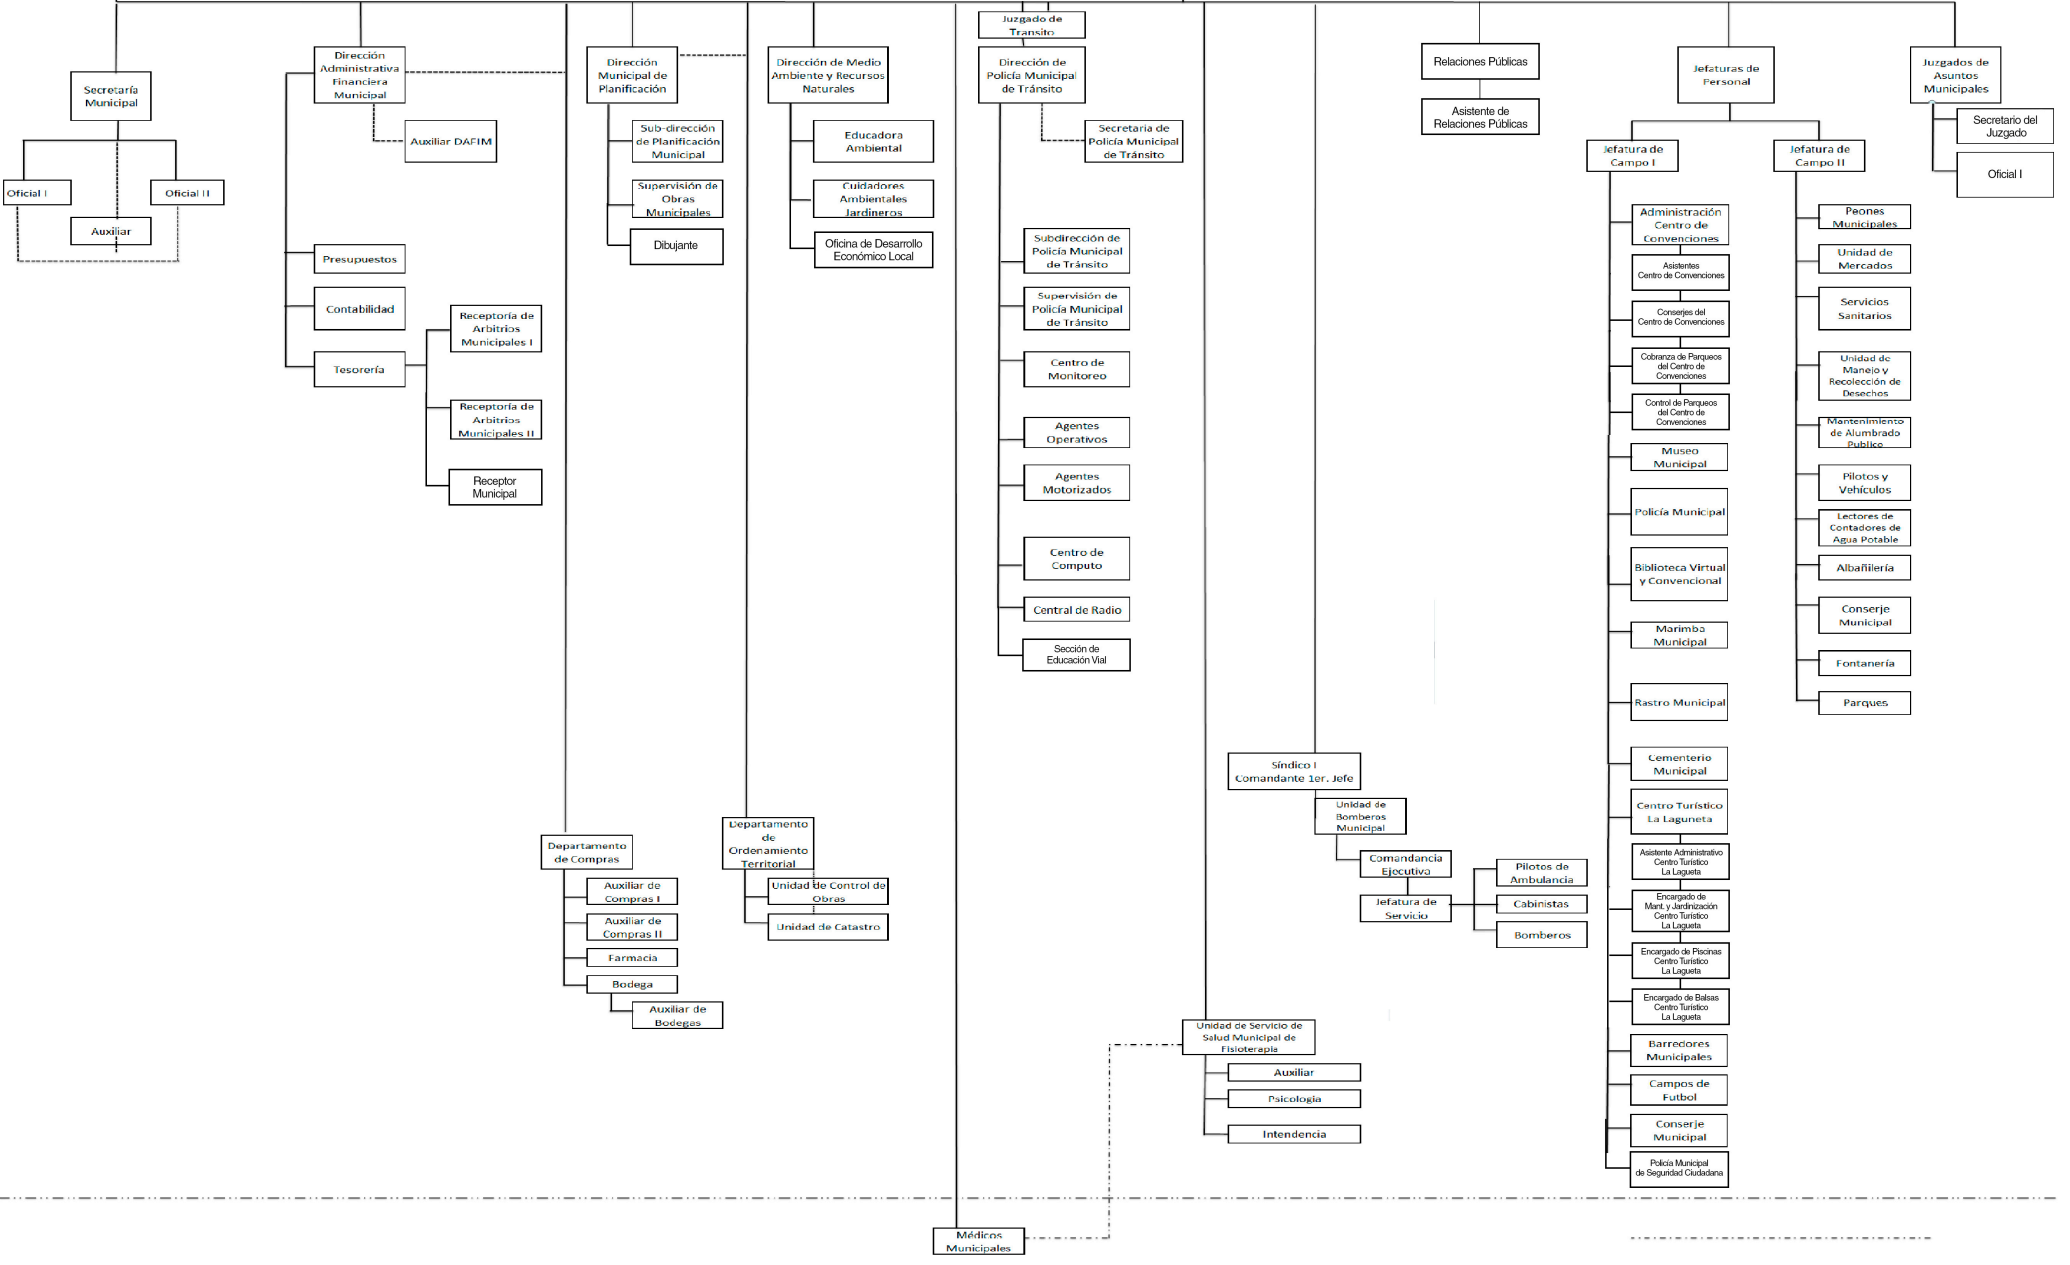 Juzgado de
Transito
Secretaría
Municipal
Oficial I
Oficial II
Auxiliar
Dirección
Administrativa
Financiera
Municipal
Auxiliar DAFIM
Presupuestos
Contabilidad
Tesorería
Receptoría de
Arbitrios
Municipales I
Receptoría de
Arbitrios
Municipales II
Receptor
Municipal
Departamento
de Compras
Auxiliar de
Compras I
Auxiliar de
Compras II
Farmacia
Bodega
Auxiliar de
Bodegas
Dirección
Municipal de
Planificación
Sub-dirección
de Planificación
Municipal
Supervisión de
Obras
Municipales
Dibujante
Departamento
de
Ordenamiento
Territorial
Unidad de Control de
Obras
Unidad de Catastro
Dirección de Medio
Ambiente y Recursos
Naturales
Educadora
Ambiental
Cuidadores
Ambientales
Jardineros
Oficina de Desarrollo
Económico Local
Dirección de
Policía Municipal
de Trànsito
Secretaria de
Policía Municipal
de Trànsito
Subdirección de
Policía Municipal
de Trànsito
Supervisión de
Policía Municipal
de Trànsito
Centro de
Monitoreo
Agentes
Operativos
Agentes
Motorizados
Centro de
Computo
Central de Radio
Sección de
Educación Vial
Unidad de Servicio de
Salud Municipal de
Fisioterapia
Auxiliar
Psicologia
Intendencia
Síndico I
Comandante 1er. Jefe
Unidad de
Bomberos
Municipal
Comandancia
Ejecutiva
Jefatura de
Servicio
Pilotos de
Ambulancia
Cabinistas
Bomberos
Relaciones Públicas
Asistente de
Relaciones Públicas
Jefaturas de
Personal
Jefatura de
Campo I
Administración
Centro de
Convenciones
Asistentes
Centro de Convenciones
Conserjes del
Centro de Convenciones
Cobranza de Parqueos
del Centro de
Convenciones
Control de Parqueos
del Centro de
Convenciones
Museo
Municipal
Policía Municipal
Biblioteca Virtual
y Convencional
Marimba
Municipal
Rastro Municipal
Cementerio
Municipal
Centro Turístico
La Laguneta
Asistente Administrativo
Centro Turístico
La Lagueta
Encargado de
Mant. y Jardinización
Centro Turístico
La Lagueta
Encargado de Piscinas
Centro Turístico
La Lagueta
Encargado de Balsas
Centro Turístico
La Lagueta
Barredores
Municipales
Campos de
Futbol
Conserje
Municipal
Policía Municipal
de Seguridad Ciudadana
Jefatura de
Campo II
Peones
Municipales
Unidad de
Mercados
Servicios
Sanitarios
Unidad de
Manejo y
Recolección de
Desechos
Mantenimiento
de Alumbrado
Publico
Pilotos y
Vehículos
Lectores de
Contadores de
Agua Potable
Albañilería
Conserje
Municipal
Fontanería
Parques
Juzgados de
Asuntos
Municipales
Secretario del
Juzgado
Oficial I
Médicos
Municipales